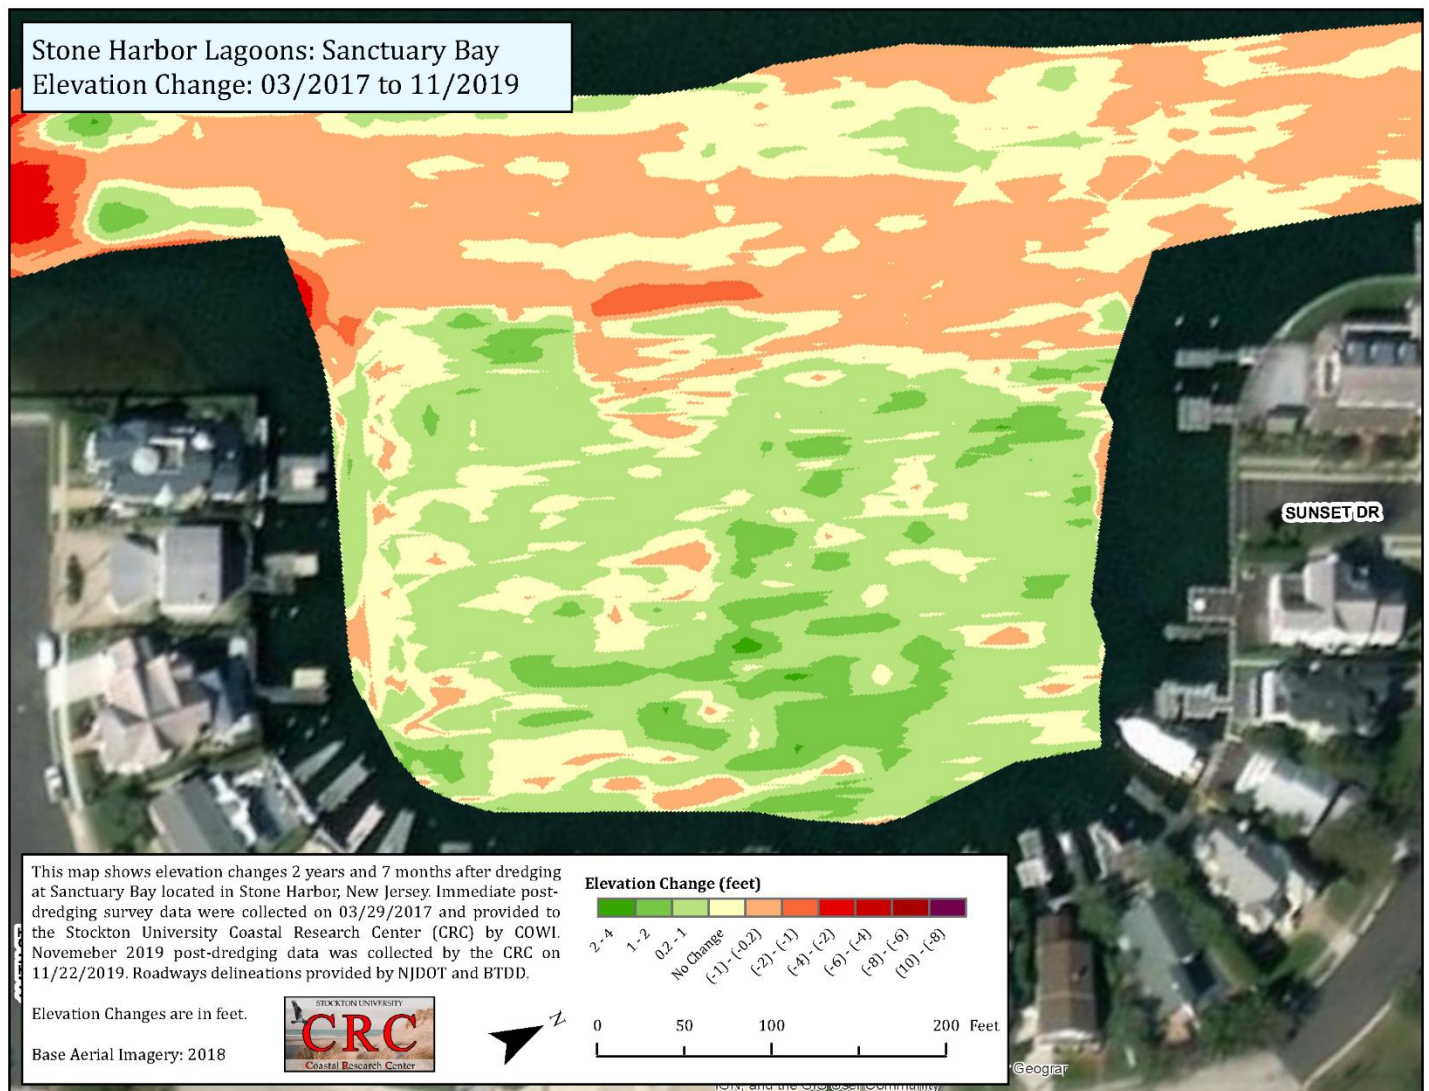 Stone Harbor Lagoons: Sanctuary Bay
Elevation Change: 03/2017 to 11/2019
SUNSET DR
This map shows elevation changes 2 years and 7 months after dredging
at Sanctuary Bay located in Stone Harbor, New Jersey. Immediate post-
dredging survey data were collected on 03/29/2017 and provided to
the Stockton University Coastal Research Center (CRC) by COWI.
Novemeber 2019 post-dredging data was collected by the CRC on
11/22/2019. Roadways delineations provided by NJDOT and BTDD.
Elevation Changes are in feet.
Base Aerial Imagery: 2018
STOCKTON UNIVERSITY
CRC
Coastal Research Center
N
Elevation Change (feet)
2 - 4
1 - 2
0.2 - 1
No Change
(-1) - (-0.2)
(-2) - (-1)
(-4) - (-2)
(-6) - (-4)
(-8) - (-6)
(10) - (-8)
0 50 100 200 Feet
Geograr
and the GIS User Community